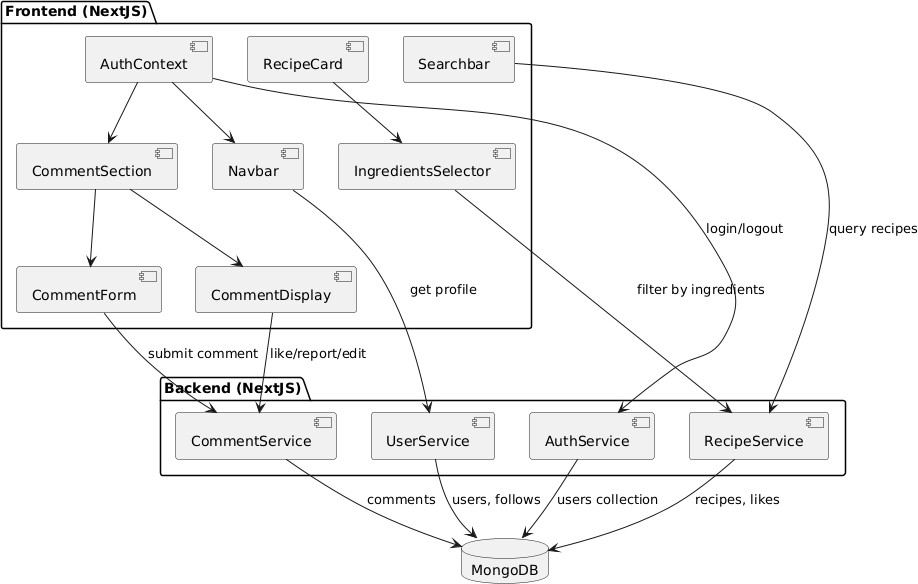 Frontend (NextJS)
AuthContext
RecipeCard
Searchbar
CommentSection
Navbar
IngredientsSelector
login/logout
query recipes
CommentForm
CommentDisplay
get profile
filter by ingredients
submit comment
like/report/edit
Backend (NextJS)
CommentService
UserService
AuthService
RecipeService
comments
users, follows
users collection
recipes, likes
MongoDB